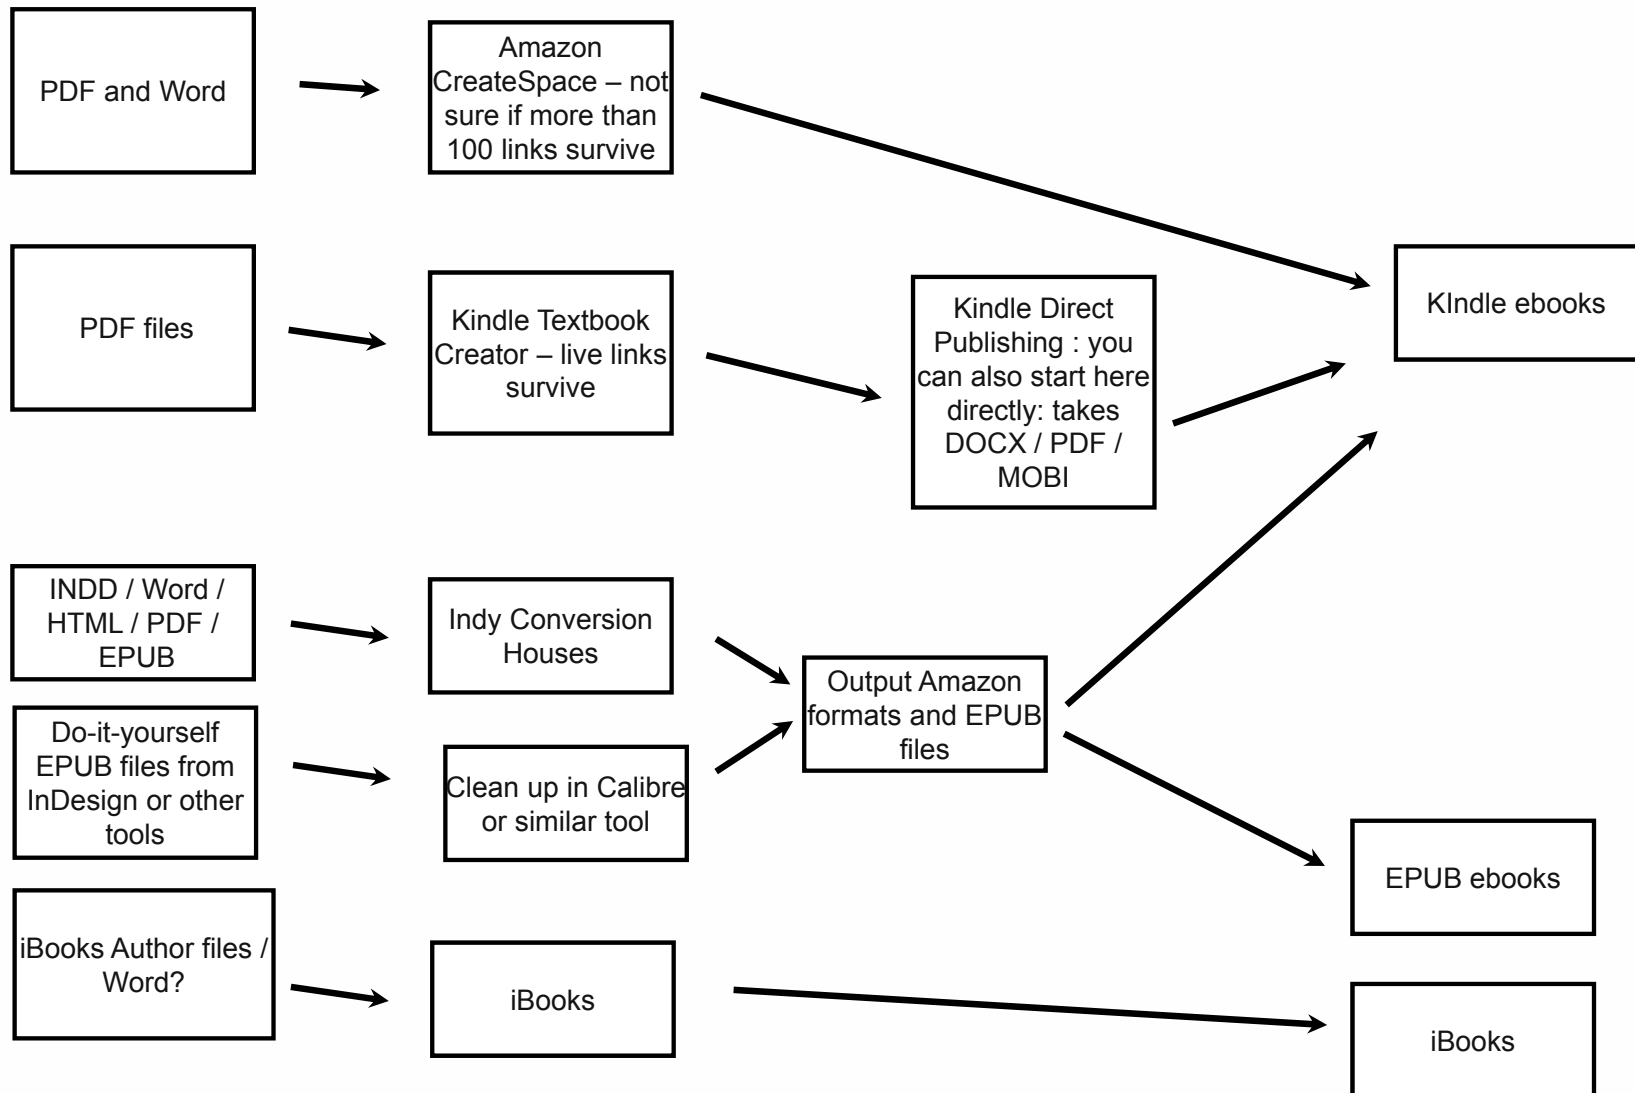 PDF and Word
Amazon
CreateSpace – not
sure if more than
100 links survive
PDF files
Kindle Textbook
Creator – live links
survive
Kindle Direct
Publishing : you
can also start here
directly: takes
DOCX / PDF /
MOBI
KIndle ebooks
INDD / Word /
HTML / PDF /
EPUB
Indy Conversion
Houses
Do-it-yourself
EPUB files from
InDesign or other
tools
Clean up in Calibre
or similar tool
Output Amazon
formats and EPUB
files
EPUB ebooks
iBooks Author files /
Word?
iBooks
iBooks